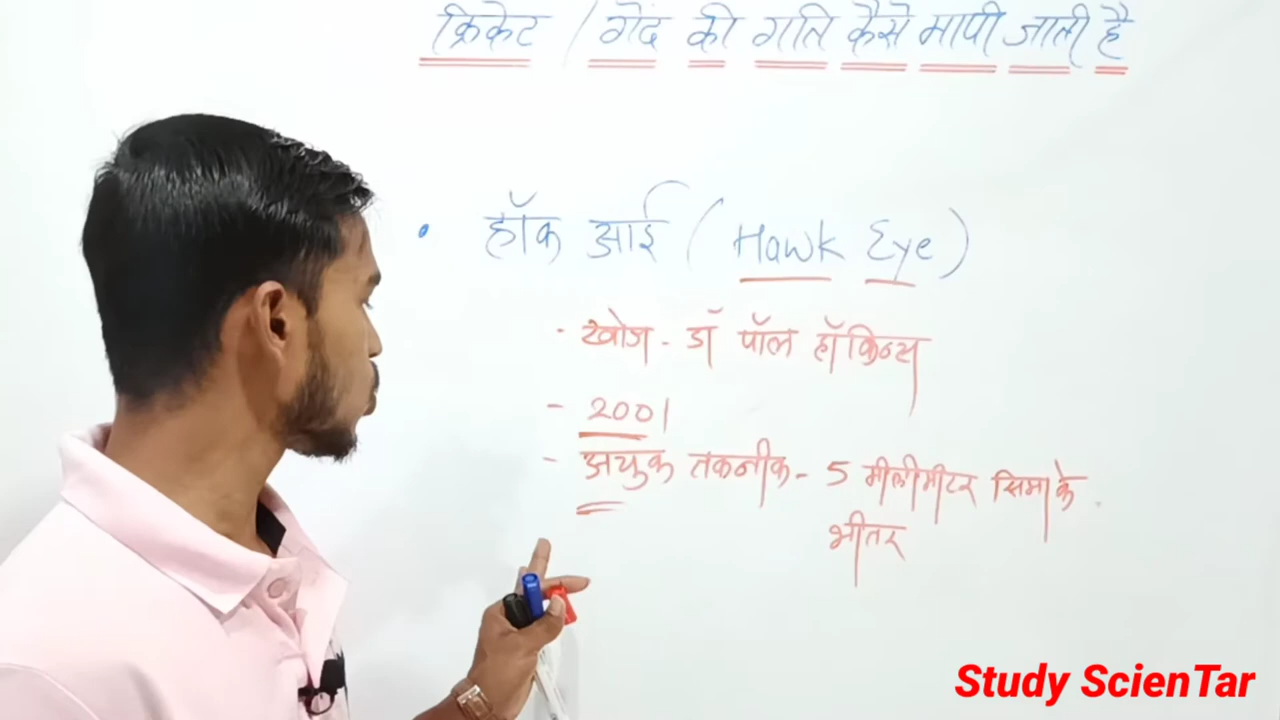 क्रिकेट / गेंद की गति कैसे मापी जाती है
• हॉक आई ( Hawk Eye )
· खोज - डॉ पॉल हॉकिन्स
- 2001
- अचुक तकनीक - 5 मीलीमीटर सिमा के
भीतर
Study ScienTar